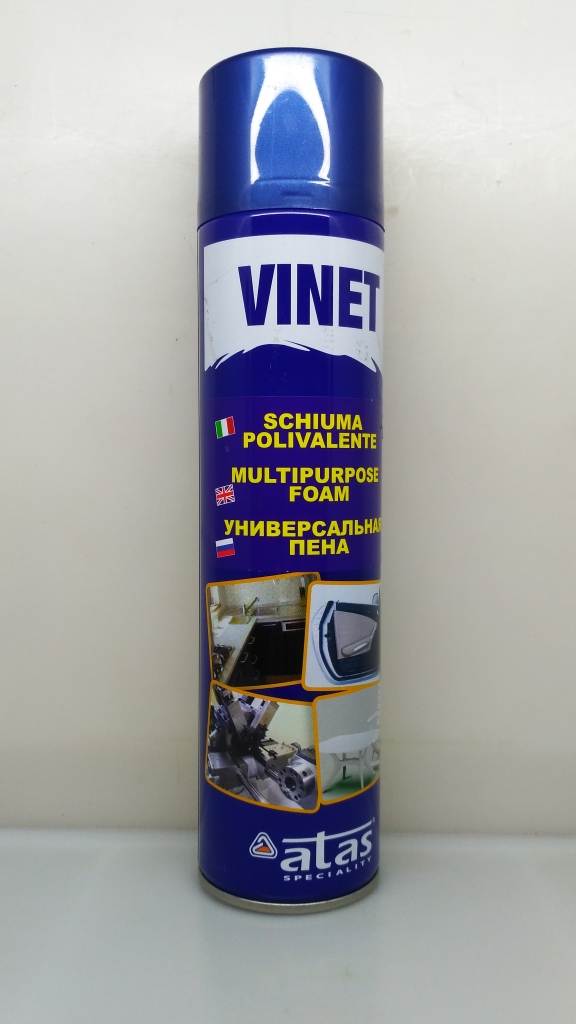 VINET
SCHIUMA
POLIVALENTE
MULTIPURPOSE
FOAM
УНИВЕРСАЛЬНАЯ
ПЕНА
atas
SPECIALITY